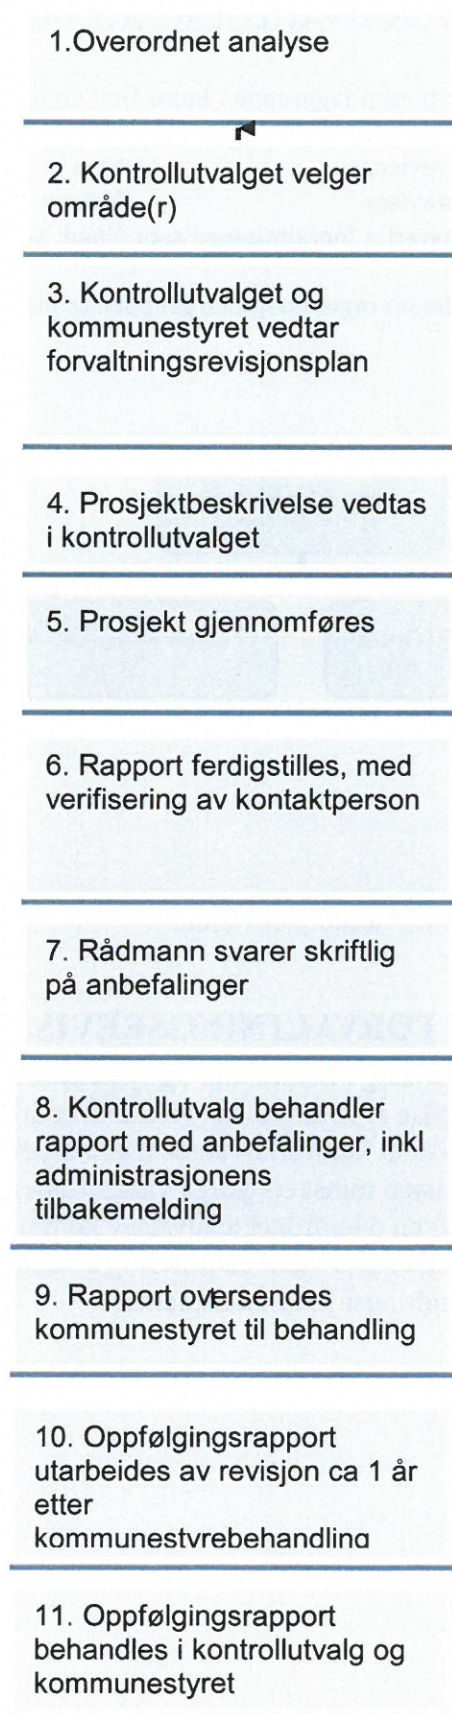 1.Overordnet analyse
2. Kontrollutvalget velger
område(r)
3. Kontrollutvalget og
kommunestyret vedtar
forvaltningsrevisjonsplan
4. Prosjektbeskrivelse vedtas
i kontrollutvalget
5. Prosjekt gjennomføres
6. Rapport ferdigstilles, med
verifisering av kontaktperson
7. Rådmann svarer skriftlig
på anbefalinger
8. Kontrollutvalg behandler
rapport med anbefalinger, inkl
administrasjonens
tilbakemelding
9. Rapport oversendes
kommunestyret til behandling
10. Oppfølgingsrapport
utarbeides av revisjon ca 1 år
etter
kommunestyrebehandling
11. Oppfølgingsrapport
behandles i kontrollutvalg og
kommunestyret